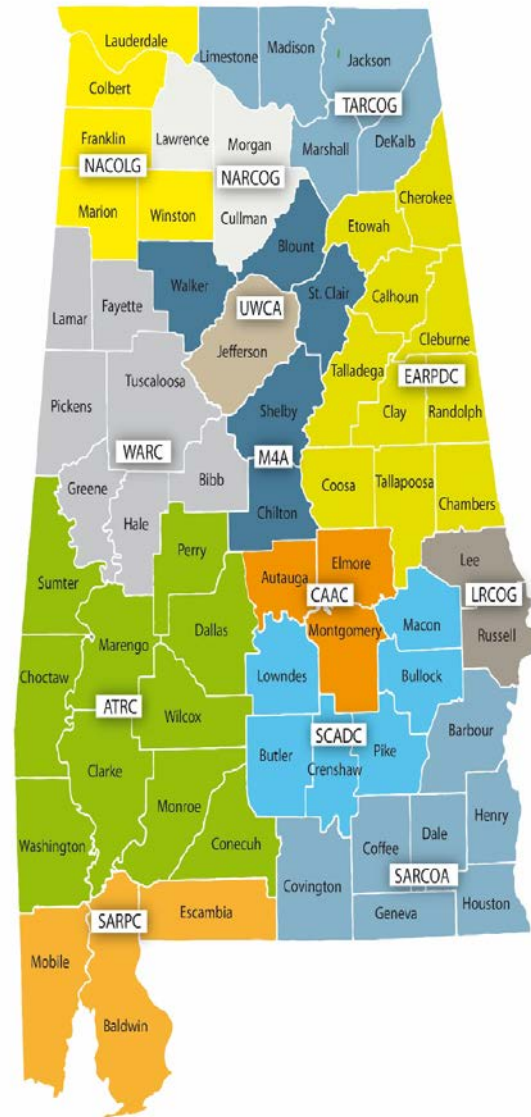 Lauderdale
Limestone
Madison
Jackson
Colbert
TARCOG
Franklin
Lawrence
Morgan
Marshall
DeKalb
NACOLG
NARCOG
Marion
Winston
Cullman
Cherokee
Etowah
Blount
Walker
St. Clair
Calhoun
Fayette
Lamar
UWCA
Jefferson
Cleburne
Tuscaloosa
Talladega
EARPDC
Pickens
Shelby
Clay
Randolph
WARC
M4A
Bibb
Greene
Hale
Coosa
Tallapoosa
Chambers
Chilton
Perry
Sumter
Autauga
Elmore
Lee
CAAC
LRCOG
Dallas
Montgomery
Macon
Russell
Marengo
Choctaw
Lowndes
Bullock
ATRC
Wilcox
Barbour
SCADC
Butler
Pike
Crenshaw
Clarke
Monroe
Henry
Washington
Conecuh
Coffee
Dale
SARCOA
Covington
Geneva
Houston
SARPC
Escambia
Mobile
Baldwin